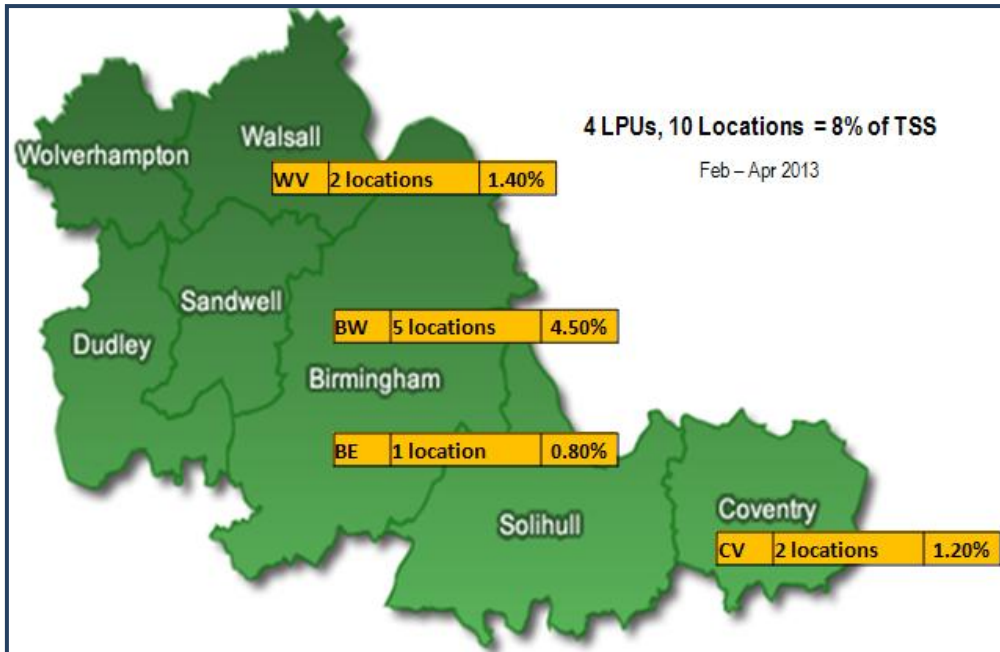 4 LPUs, 10 Locations = 8% of TSS
Feb – Apr 2013
Walsall
Wolverhampton
WV 2 locations 1.40%
Sandwell
Dudley
BW 5 locations 4.50%
Birmingham
BE 1 location 0.80%
Solihull
Coventry
CV 2 locations 1.20%